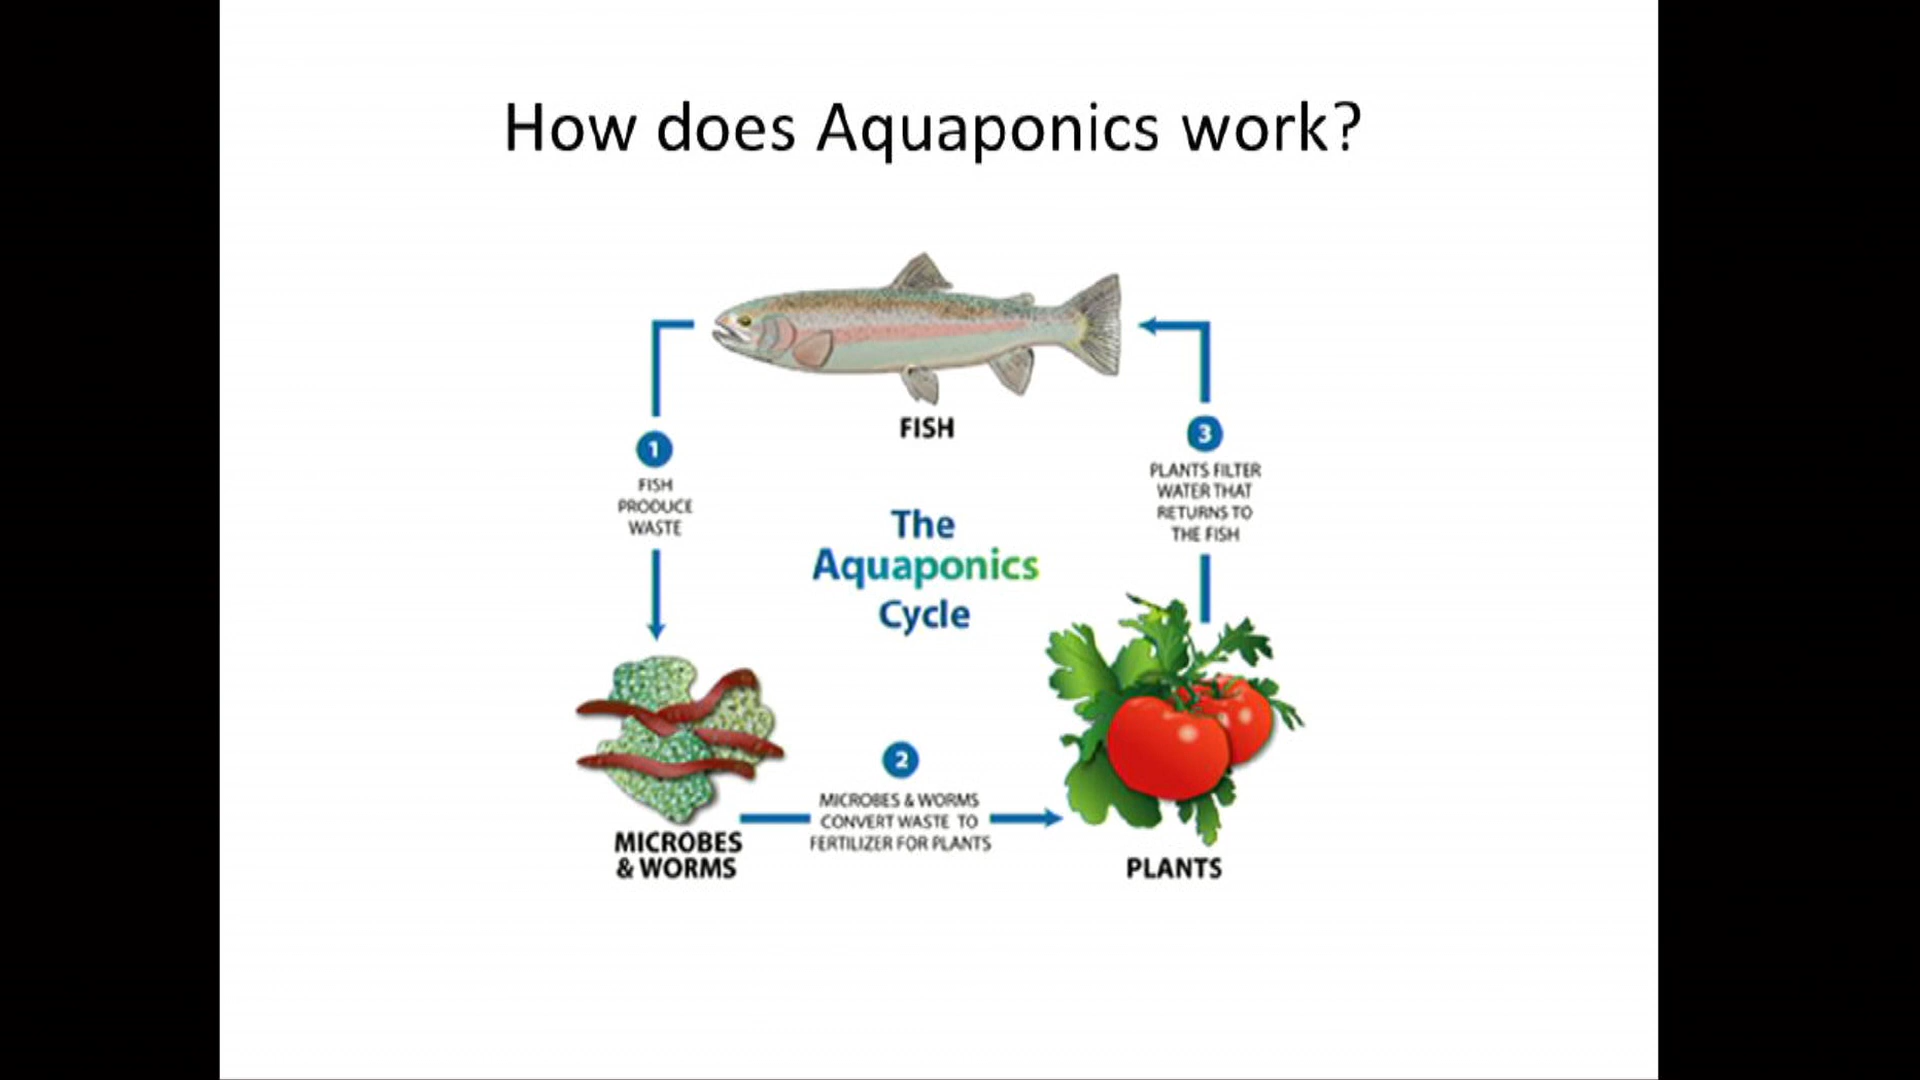 How does Aquaponics work?
FISH
1
FISH
PRODUCE
WASTE
3
PLANTS FILTER
WATER THAT
RETURNS TO
THE FISH
The
Aquaponics
Cycle
2
MICROBES & WORMS
CONVERT WASTE TO
FERTILIZER FOR PLANTS
MICROBES
& WORMS
PLANTS